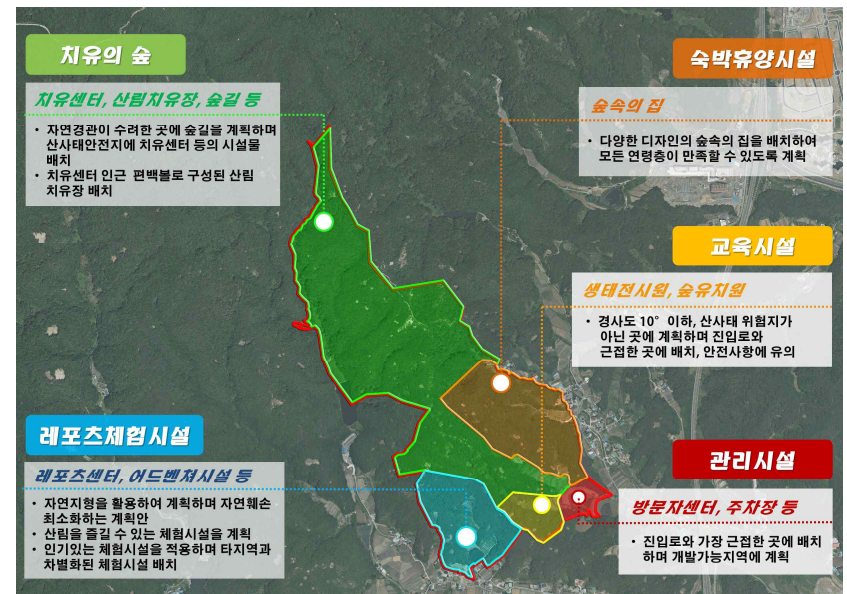 치유의 숲
치유센터, 산림치유장, 숲길 등
• 자연경관이 수려한 곳에 숲길을 계획하며
산사태안전지에 치유센터 등의 시설물
배치
• 치유센터 인근 편백볼로 구성된 산림
치유장 배치
숙박휴양시설
숲속의 집
• 다양한 디자인의 숲속의 집을 배치하여
모든 연령층이 만족할 수 있도록 계획
교육시설
생태전시원, 숲유치원
• 경사도 10° 이하, 산사태 위험지가
아닌 곳에 계획하며 진입로와
근접한 곳에 배치, 안전사항에 유의
레포츠체험시설
레포츠센터, 어드벤쳐시설 등
• 자연지형을 활용하여 계획하며 자연훼손
최소화하는 계획안
• 산림을 즐길 수 있는 체험시설을 계획
• 인기있는 체험시설을 적용하며 타지역과
차별화된 체험시설 배치
관리시설
방문자센터, 주차장 등
• 진입로와 가장 근접한 곳에 배치
하며 개발가능지역에 계획